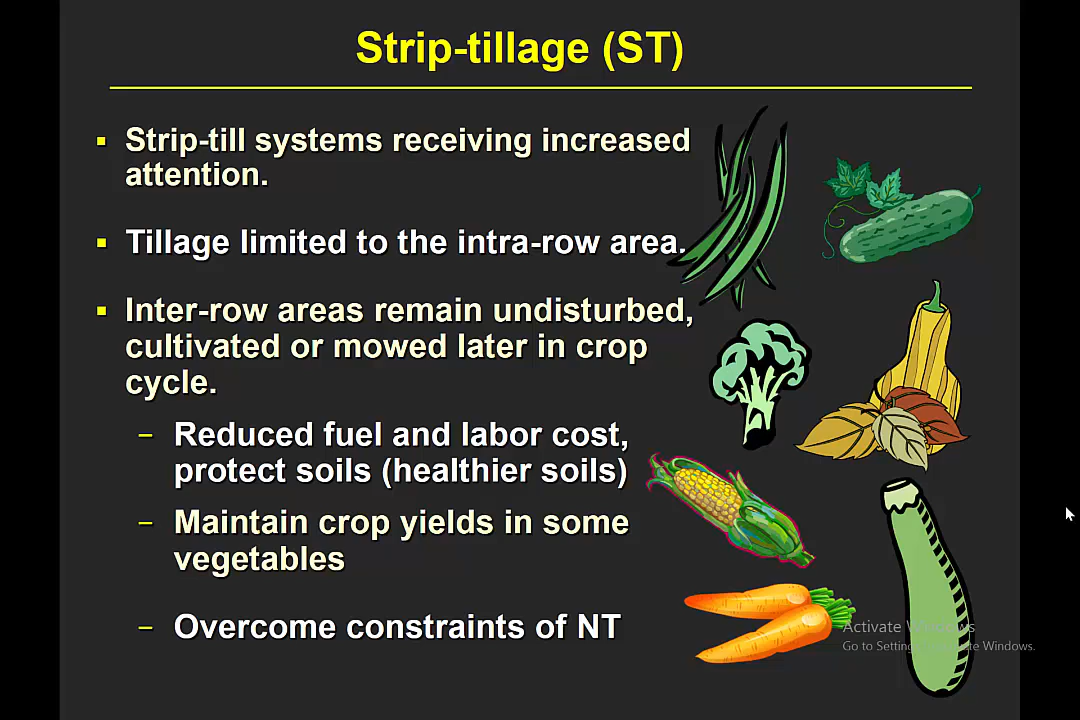 Strip-tillage (ST)
▪ Strip-till systems receiving increased
attention.
▪ Tillage limited to the intra-row area.
▪ Inter-row areas remain undisturbed,
cultivated or mowed later in crop
cycle.
– Reduced fuel and labor cost,
protect soils (healthier soils)
– Maintain crop yields in some
vegetables
– Overcome constraints of NT
Activate Windows
Go to Settings to activate Windows.